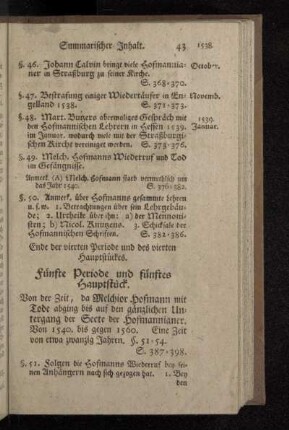 Summarischer Inhalt. 43
§. 46. Johann Calvin bringt viele Hofmannia-
ner in Straßburg zu seiner Kirche.
S. 368-370.
1538.
Octobr.
§. 47. Bestrafung einiger Wiedertäufer in En-
gelland 1538. S. 371-373.
Novemb.
§. 48. Mart. Buzers abermaliges Gespräch mit
den Hofmannischen Lehrern in Hessen 1539.
im Januar. wodurch viele mit der Straßburgi-
schen Kirche vereiniget werden. S. 373-376.
1539.
Januar.
§. 49. Melch. Hofmanns Wiederruf und Tod
im Gefängnisse.
Anmerk. (A) Melch. Hofmann starb vermuthlich um
das Jahr 1540. S. 376-382.
§. 50. Anmerk. über Hofmanns gesammte Lehren
u. s. w. 1. Betrachtungen über sein Lehrgebäu-
de; 2. Urtheile über ihn: a) der Mennoni-
sten; b) Nicol. Knutzens. 3. Schicksale der
Hofmannischen Schriften. S. 382-386.
Ende der vierten Periode und des vierten
Hauptstückes.
Fünfte Periode und fünftes
Hauptstück.
Von der Zeit, da Melchior Hofmann mit
Tode abging bis auf den gänzlichen Un-
tergang der Secte der Hofmannianer.
Von 1540. bis gegen 1560. Eine Zeit
von etwa zwanzig Jahren. §. 51-54.
S. 387-398.
§. 51. Folgen die Hofmanns Wiederruf bey sei-
nen Anhängern nach sich gezogen hat. 1. Bey
den